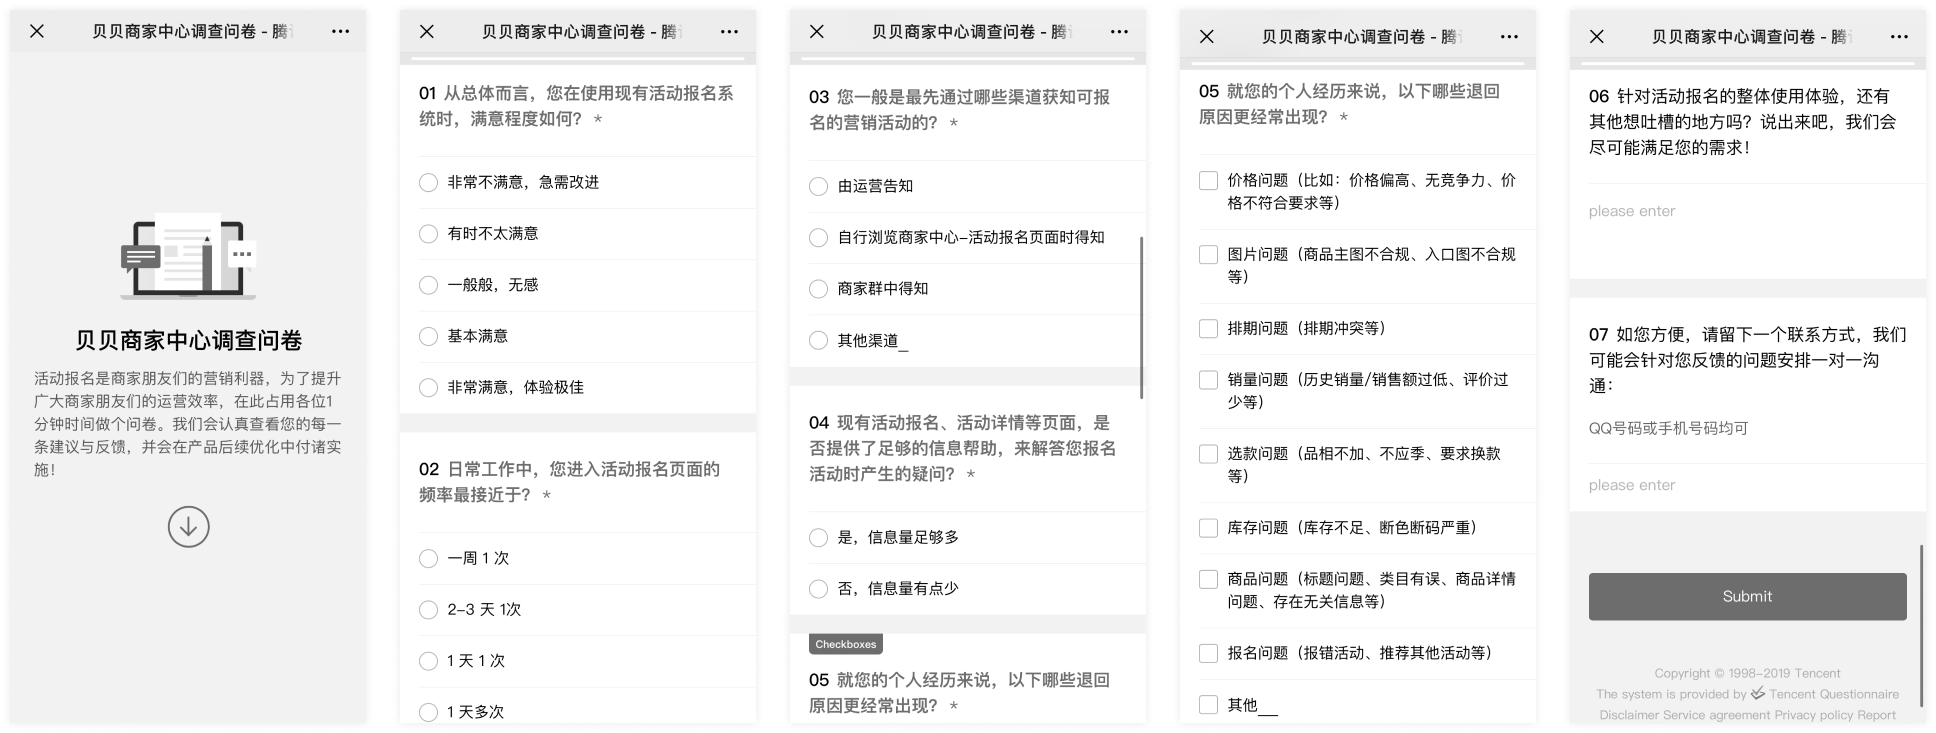 贝贝商家中心调查问卷 - 腾
贝贝商家中心调查问卷
活动报名是商家朋友们的营销利器，为了提升
广大商家朋友们的运营效率，在此占用各位1
分钟时间做个问卷。我们会认真查看您的每一
条建议与反馈，并会在产品后续优化中付诸实
施！
贝贝商家中心调查问卷 - 腾
01 从总体而言，您在使用现有活动报名系
统时，满意程度如何？ *
非常不满意，急需改进
有时不太满意
一般般，无感
基本满意
非常满意，体验极佳
02 日常工作中，您进入活动报名页面的
频率最接近于？ *
一周 1 次
2-3 天 1次
1 天 1 次
1 天多次
贝贝商家中心调查问卷 - 腾
03 您一般是最先通过哪些渠道获知可报
名的营销活动的？ *
由运营告知
自行浏览商家中心-活动报名页面时得知
商家群中得知
其他渠道_
04 现有活动报名、活动详情等页面，是
否提供了足够的信息帮助，来解答您报名
活动时产生的疑问？ *
是，信息量足够多
否，信息量有点少
Checkboxes
05 就您的个人经历来说，以下哪些退回
原因更经常出现？ *
贝贝商家中心调查问卷 - 腾
05 就您的个人经历来说，以下哪些退回
原因更经常出现？ *
价格问题（比如：价格偏高、无竞争力、价
格不符合要求等）
图片问题（商品主图不合规、入口图不合规
等）
排期问题（排期冲突等）
销量问题（历史销量/销售额过低、评价过
少等）
选款问题（品相不加、不应季、要求换款
等）
库存问题（库存不足、断色断码严重）
商品问题（标题问题、类目有误、商品详情
问题、存在无关信息等）
报名问题（报错活动、推荐其他活动等）
其他__
贝贝商家中心调查问卷 - 腾
06 针对活动报名的整体使用体验，还有
其他想吐槽的地方吗？说出来吧，我们会
尽可能满足您的需求！
please enter
07 如您方便，请留下一个联系方式，我们
可能会针对您反馈的问题安排一对一沟
通：
QQ号码或手机号码均可
please enter
Submit
Copyright © 1998-2019 Tencent
The system is provided by Tencent Questionnaire
Disclaimer Service agreement Privacy policy Report